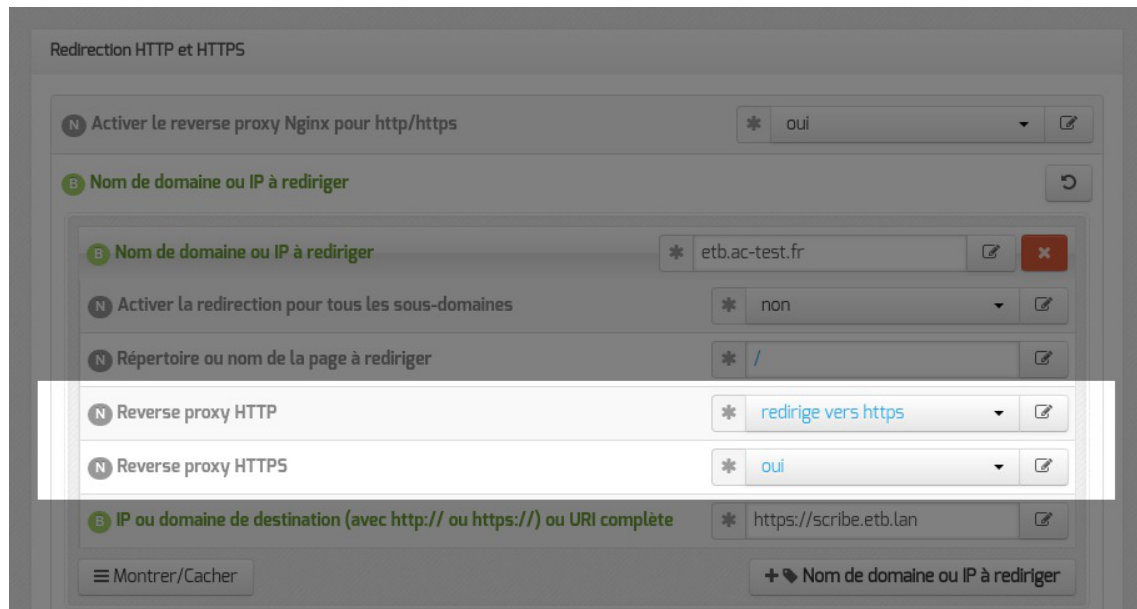 Redirection HTTP et HTTPS
N Activer le reverse proxy Nginx pour http/https * oui
B Nom de domaine ou IP à rediriger
B Nom de domaine ou IP à rediriger * etb.ac-test.fr
N Activer la redirection pour tous les sous-domaines * non
N Répertoire ou nom de la page à rediriger * /
N Reverse proxy HTTP * redirige vers https
N Reverse proxy HTTPS * oui
B IP ou domaine de destination (avec http:// ou https://) ou URI complète * https://scribe.etb.lan
Montrer/Cacher + Nom de domaine ou IP à rediriger